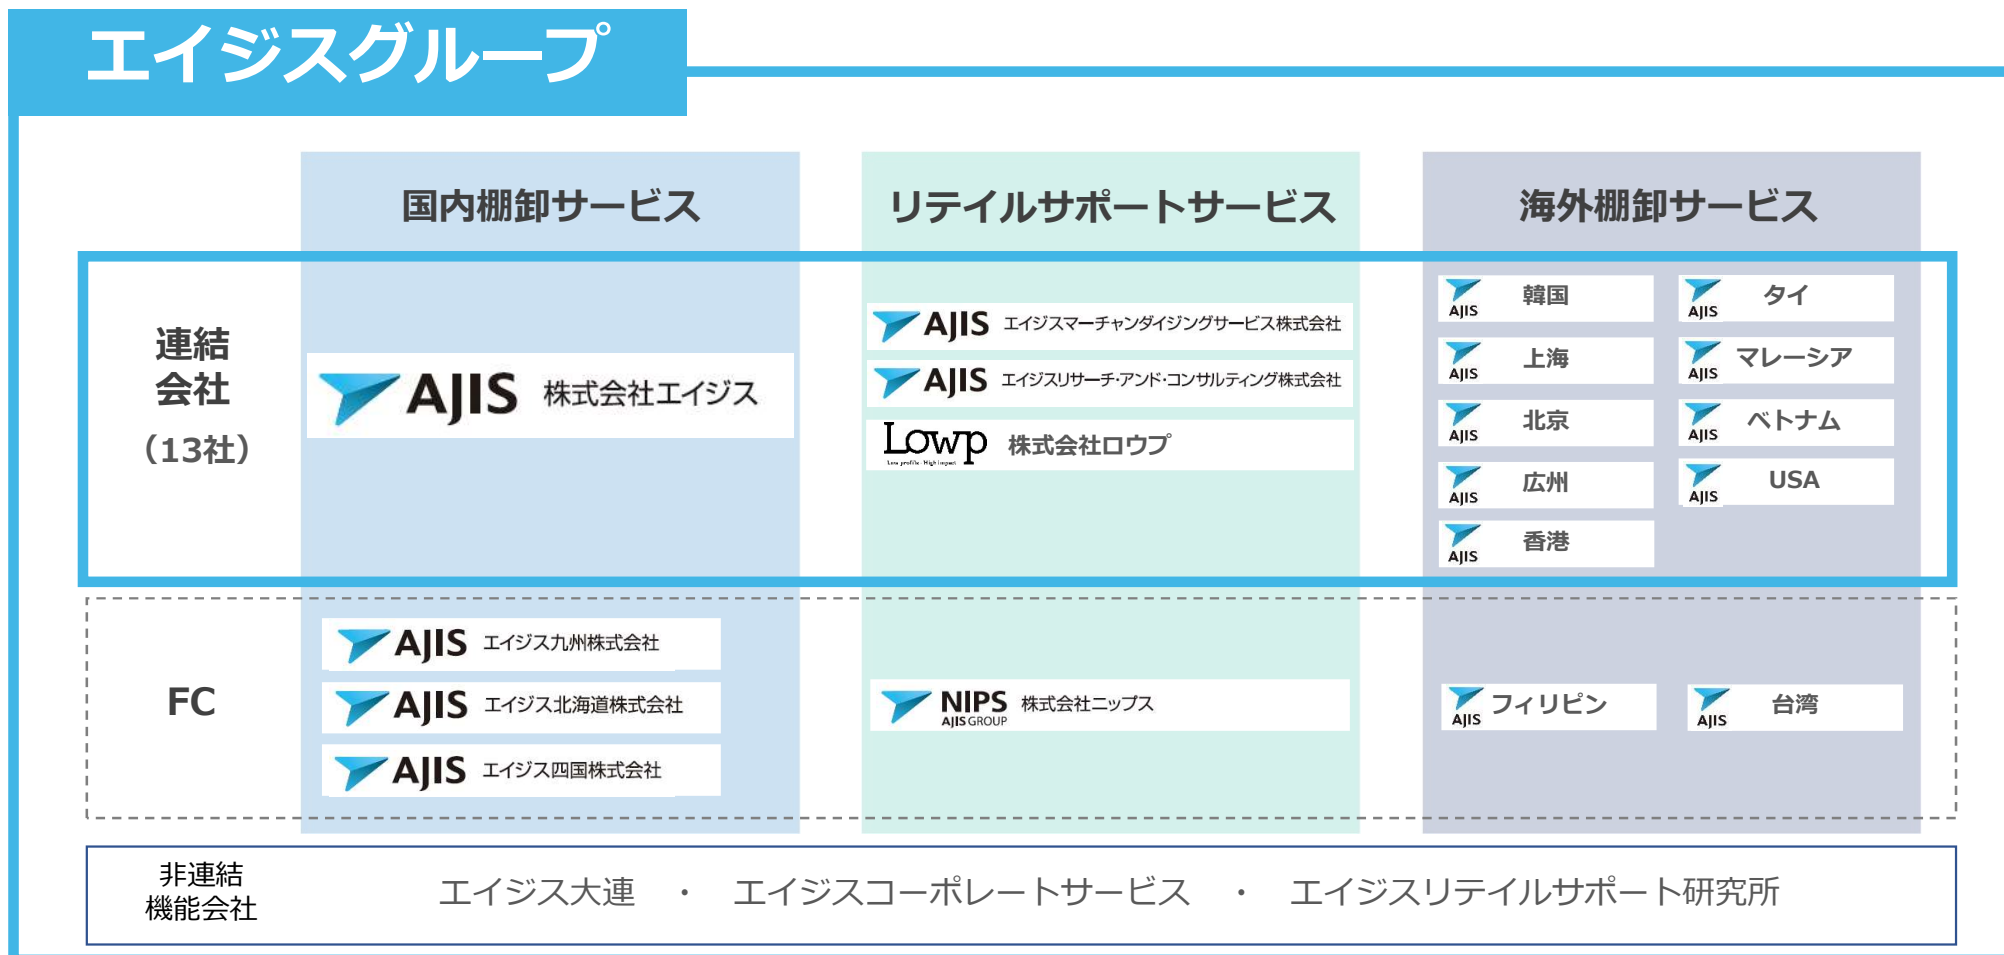 エイジスグループ
国内棚卸サービス
リテイルサポートサービス
海外棚卸サービス
連結
会社
（13社）
AJIS 株式会社エイジス
AJIS エイジスマーチャンダイジングサービス株式会社
AJIS エイジスリサーチ・アンド・コンサルティング株式会社
Lowp 株式会社ロウプ
Low profile・High Impact
AJIS 韓国
AJIS タイ
AJIS 上海
AJIS マレーシア
AJIS 北京
AJIS ベトナム
AJIS 広州
AJIS USA
AJIS 香港
FC
AJIS エイジス九州株式会社
AJIS エイジス北海道株式会社
AJIS エイジス四国株式会社
NIPS 株式会社ニップス
AJIS GROUP
AJIS フィリピン
AJIS 台湾
非連結
機能会社
エイジス大連 ・ エイジスコーポレートサービス ・ エイジスリテイルサポート研究所